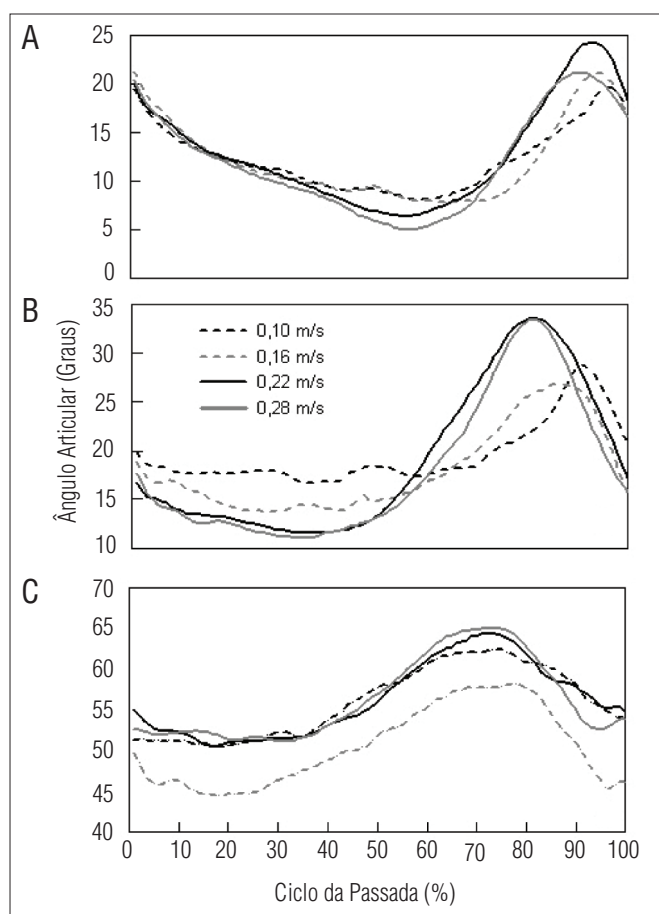 A
25
20
15
10
5
0
B
35
30
25
20
15
10
0,10 m/s
0,16 m/s
0,22 m/s
0,28 m/s
Ângulo Articular (Graus)
C
70
65
60
55
50
45
40
0 10 20 30 40 50 60 70 80 90 100
Ciclo da Passada (%)